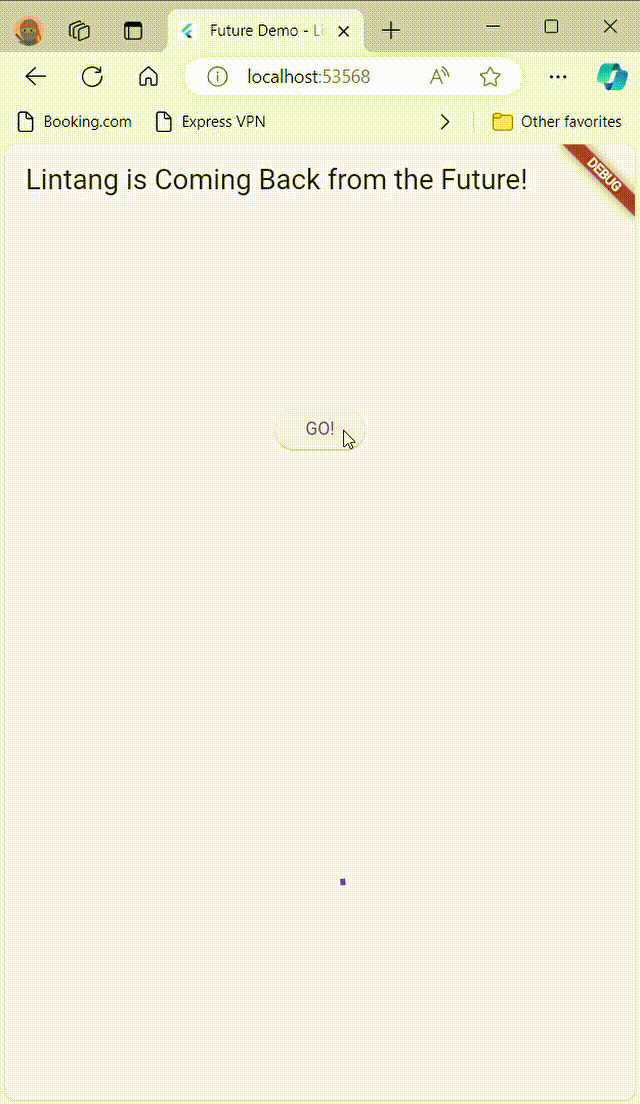 Future Demo - Li
localhost:53568
Booking.com
Express VPN
Other favorites
Lintang is Coming Back from the Future!
DEBUG
GO!